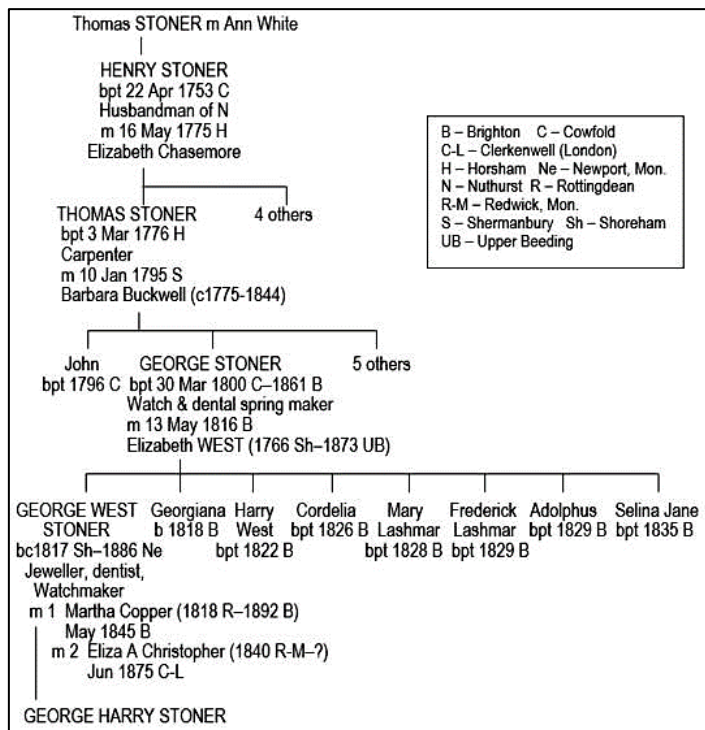 Thomas STONER m Ann White
HENRY STONER
bpt 22 Apr 1753 C
Husbandman of N
m 16 May 1775 H
Elizabeth Chasemore
B – Brighton C – Cowfold
C-L – Clerkenwell (London)
H – Horsham Ne – Newport, Mon.
N – Nuthurst R – Rottingdean
R-M – Redwick, Mon.
S – Shermanbury Sh – Shoreham
UB – Upper Beeding
THOMAS STONER
bpt 3 Mar 1776 H
Carpenter
m 10 Jan 1795 S
Barbara Buckwell (c1775-1844)
4 others
John
bpt 1796 C
GEORGE STONER
bpt 30 Mar 1800 C–1861 B
Watch & dental spring maker
m 13 May 1816 B
Elizabeth WEST (1766 Sh–1873 UB)
5 others
GEORGE WEST
STONER
bc1817 Sh–1886 Ne
Jeweller, dentist,
Watchmaker
m 1 Martha Copper (1818 R–1892 B)
May 1845 B
m 2 Eliza A Christopher (1840 R-M–?)
Jun 1875 C-L
Georgiana
b 1818 B
Harry
West
bpt 1822 B
Cordelia
bpt 1826 B
Mary
Lashmar
bpt 1828 B
Frederick
Lashmar
bpt 1829 B
Adolphus
bpt 1829 B
Selina Jane
bpt 1835 B
GEORGE HARRY STONER